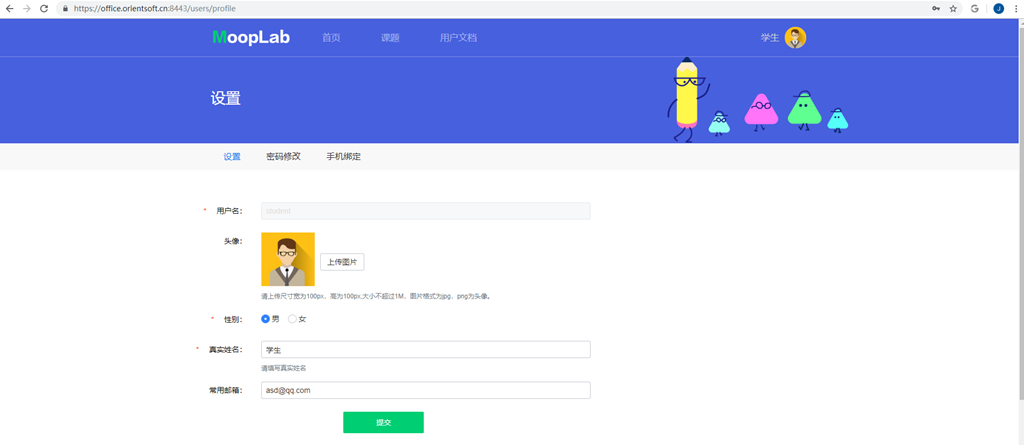 https://office.orientsoft.cn:8443/users/profile
J
MoopLab 首页 课题 用户文档 学生
设置
设置 密码修改 手机绑定
* 用户名: student
头像:
上传图片
请上传尺寸宽为100px、高为100px,大小不超过1M、图片格式为jpg、png为头像。
* 性别: 男 女
* 真实姓名: 学生
请填写真实姓名
常用邮箱: asd@qq.com
提交